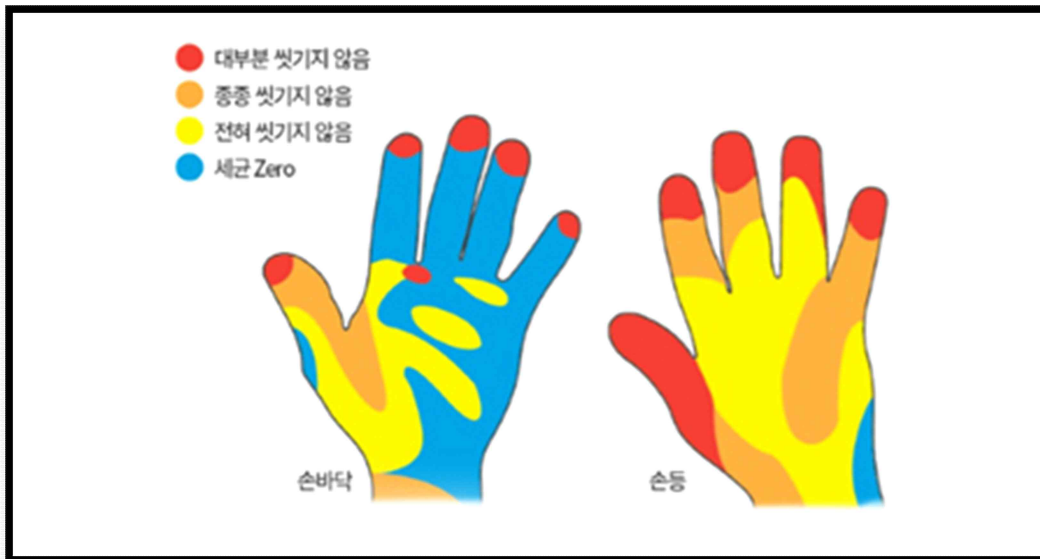 대부분 씻기지 않음
종종 씻기지 않음
전혀 씻기지 않음
세균 Zero
손바닥
손등